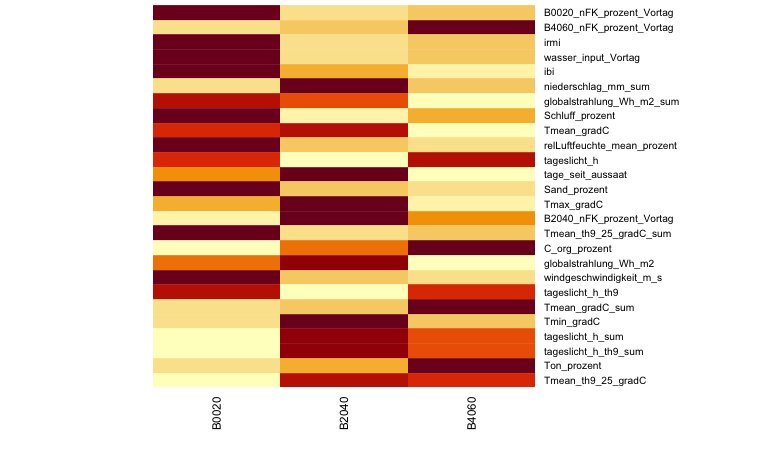 B0020_nFK_prozent_Vortag
B4060_nFK_prozent_Vortag
irmi
wasser_input_Vortag
ibi
niederschlag_mm_sum
globalstrahlung_Wh_m2_sum
Schluff_prozent
Tmean_gradC
relLuftfeuchte_mean_prozent
tageslicht_h
tage_seit_aussaat
Sand_prozent
Tmax_gradC
B2040_nFK_prozent_Vortag
Tmean_th9_25_gradC_sum
C_org_prozent
globalstrahlung_Wh_m2
windgeschwindigkeit_m_s
tageslicht_h_th9
Tmean_gradC_sum
Tmin_gradC
tageslicht_h_sum
tageslicht_h_th9_sum
Ton_prozent
Tmean_th9_25_gradC
B0020
B2040
B4060